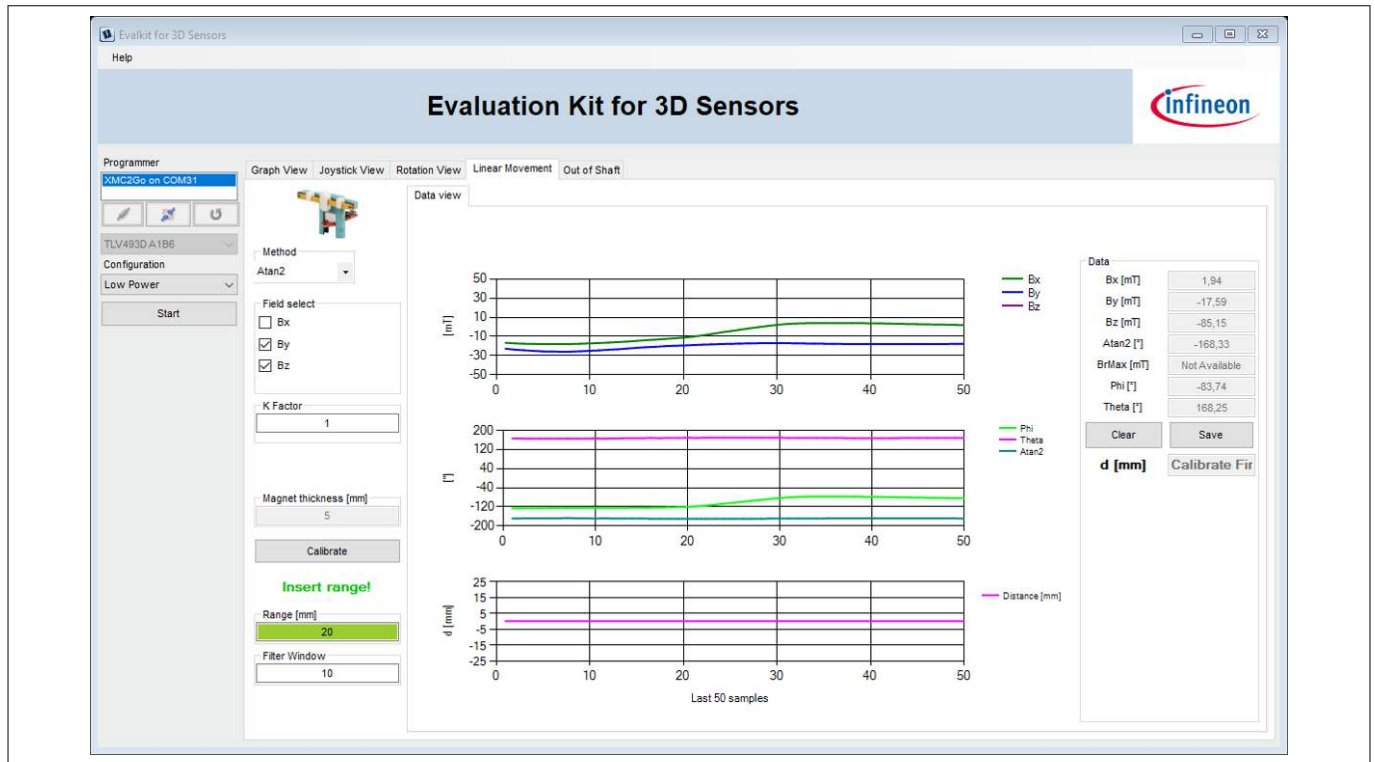 Evalkit for 3D Sensors
Help
Evaluation Kit for 3D Sensors
infineon
Programmer
XMC2Go on COM31
TLV493D A1B6
Configuration
Low Power
Start
Graph View Joystick View Rotation View Linear Movement Out of Shaft
Method
Atan2
Field select
Bx
By
Bz
K Factor
1
Magnet thickness [mm]
5
Calibrate
Insert range!
Range [mm]
20
Filter Window
10
Data view
[mT]
50
30
10
-10
-30
-50
0 10 20 30 40 50
Bx
By
Bz
[°]
200
120
40
-40
-120
-200
0 10 20 30 40 50
Phi
Theta
Atan2
d [mm]
25
15
5
-5
-15
-25
0 10 20 30 40 50
Last 50 samples
Distance [mm]
Data
Bx [mT] 1,94
By [mT] -17,59
Bz [mT] -85,15
Atan2 [°] -168,33
BrMax [mT] Not Available
Phi [°] -83,74
Theta [°] 168,25
Clear Save
d [mm] Calibrate Fir